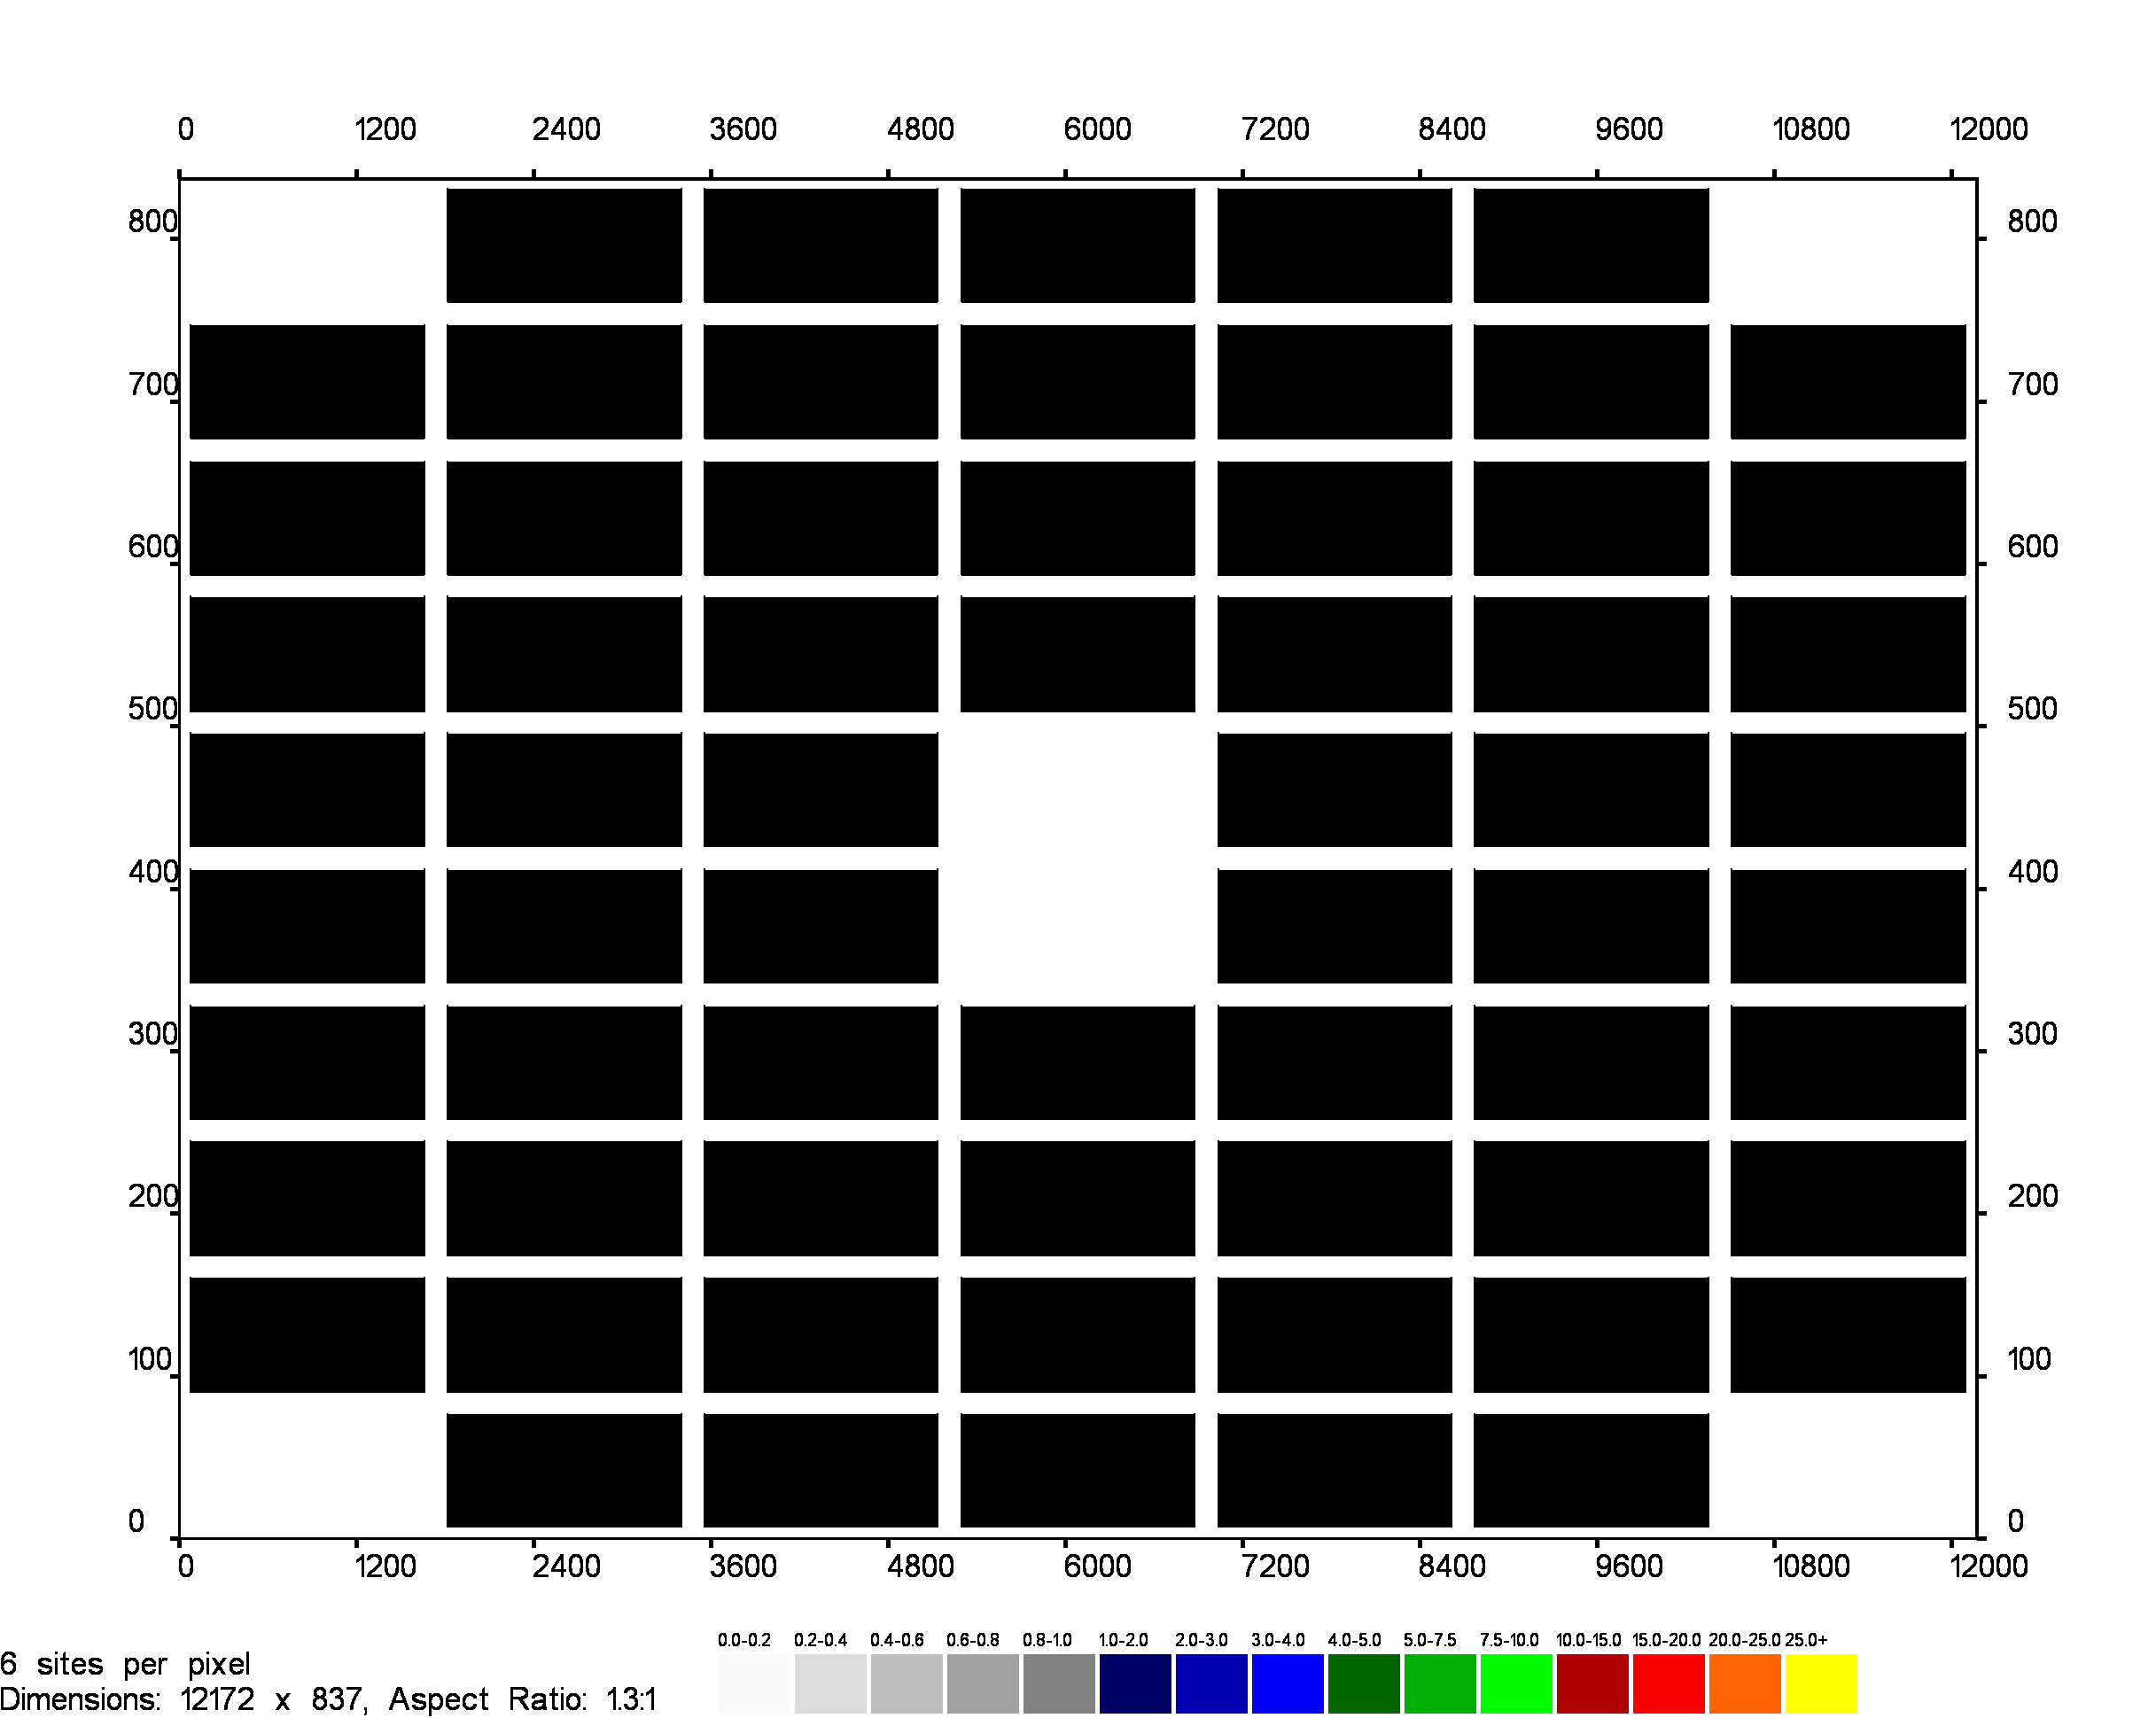 0 1200 2400 3600 4800 6000 7200 8400 9600 10800 12000
800 800
700 700
600 600
500 500
400 400
300 300
200 200
100 100
0 0
0 1200 2400 3600 4800 6000 7200 8400 9600 10800 12000
0.0-0.2 0.2-0.4 0.4-0.6 0.6-0.8 0.8-1.0 1.0-2.0 2.0-3.0 3.0-4.0 4.0-5.0 5.0-7.5 7.5-10.0 10.0-15.0 15.0-20.0 20.0-25.0 25.0+
6 sites per pixel
Dimensions: 12172 x 837, Aspect Ratio: 1.3:1